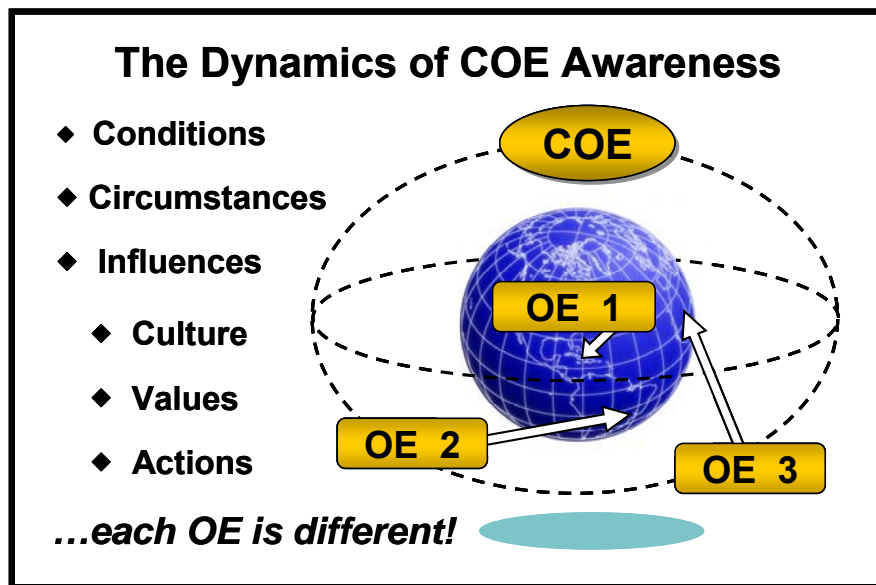 The Dynamics of COE Awareness
Conditions
Circumstances
Influences
Culture
Values
Actions
…each OE is different!
COE
OE 1
OE 2
OE 3